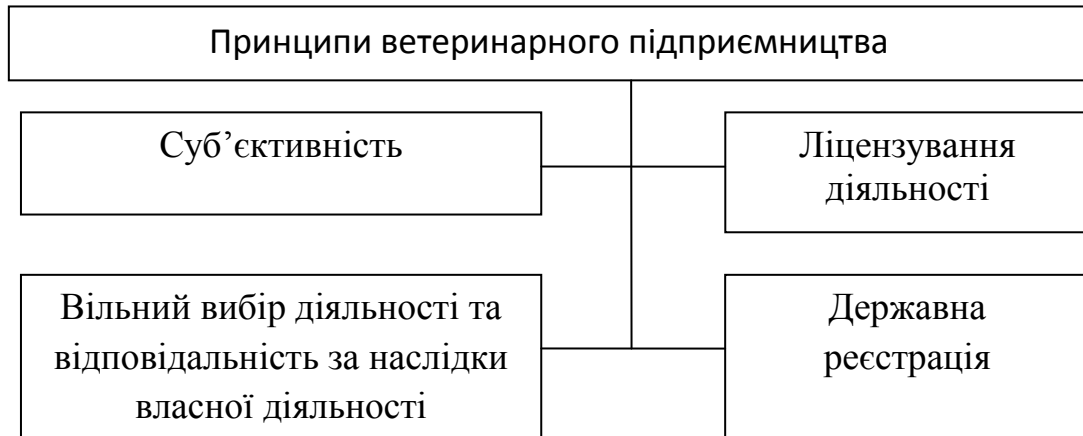 Принципи ветеринарного підприємництва
Суб’єктивність
Ліцензування
діяльності
Вільний вибір діяльності та
відповідальність за наслідки
власної діяльності
Державна
реєстрація